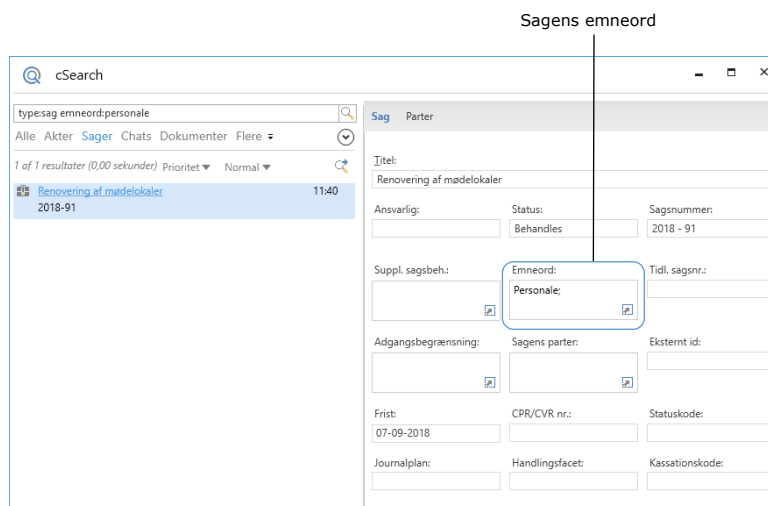 Sagens emneord
cSearch
type:sag emneord:personale
Alle Akter Sager Chats Dokumenter Flere
1 af 1 resultater (0,00 sekunder) Prioritet Normal
Renovering af mødelokaler 11:40
2018-91
Sag Parter
Titel:
Renovering af mødelokaler
Ansvarlig: Status: Sagsnummer:
Behandles 2018 - 91
Suppl. sagsbeh.: Emneord: Tidl. sagsnr.:
Personale;
Adgangsbegrænsning: Sagens parter: Eksternt id:
Frist: CPR/CVR nr.: Statuskode:
07-09-2018
Journalplan: Handlingsfacet: Kassationskode: